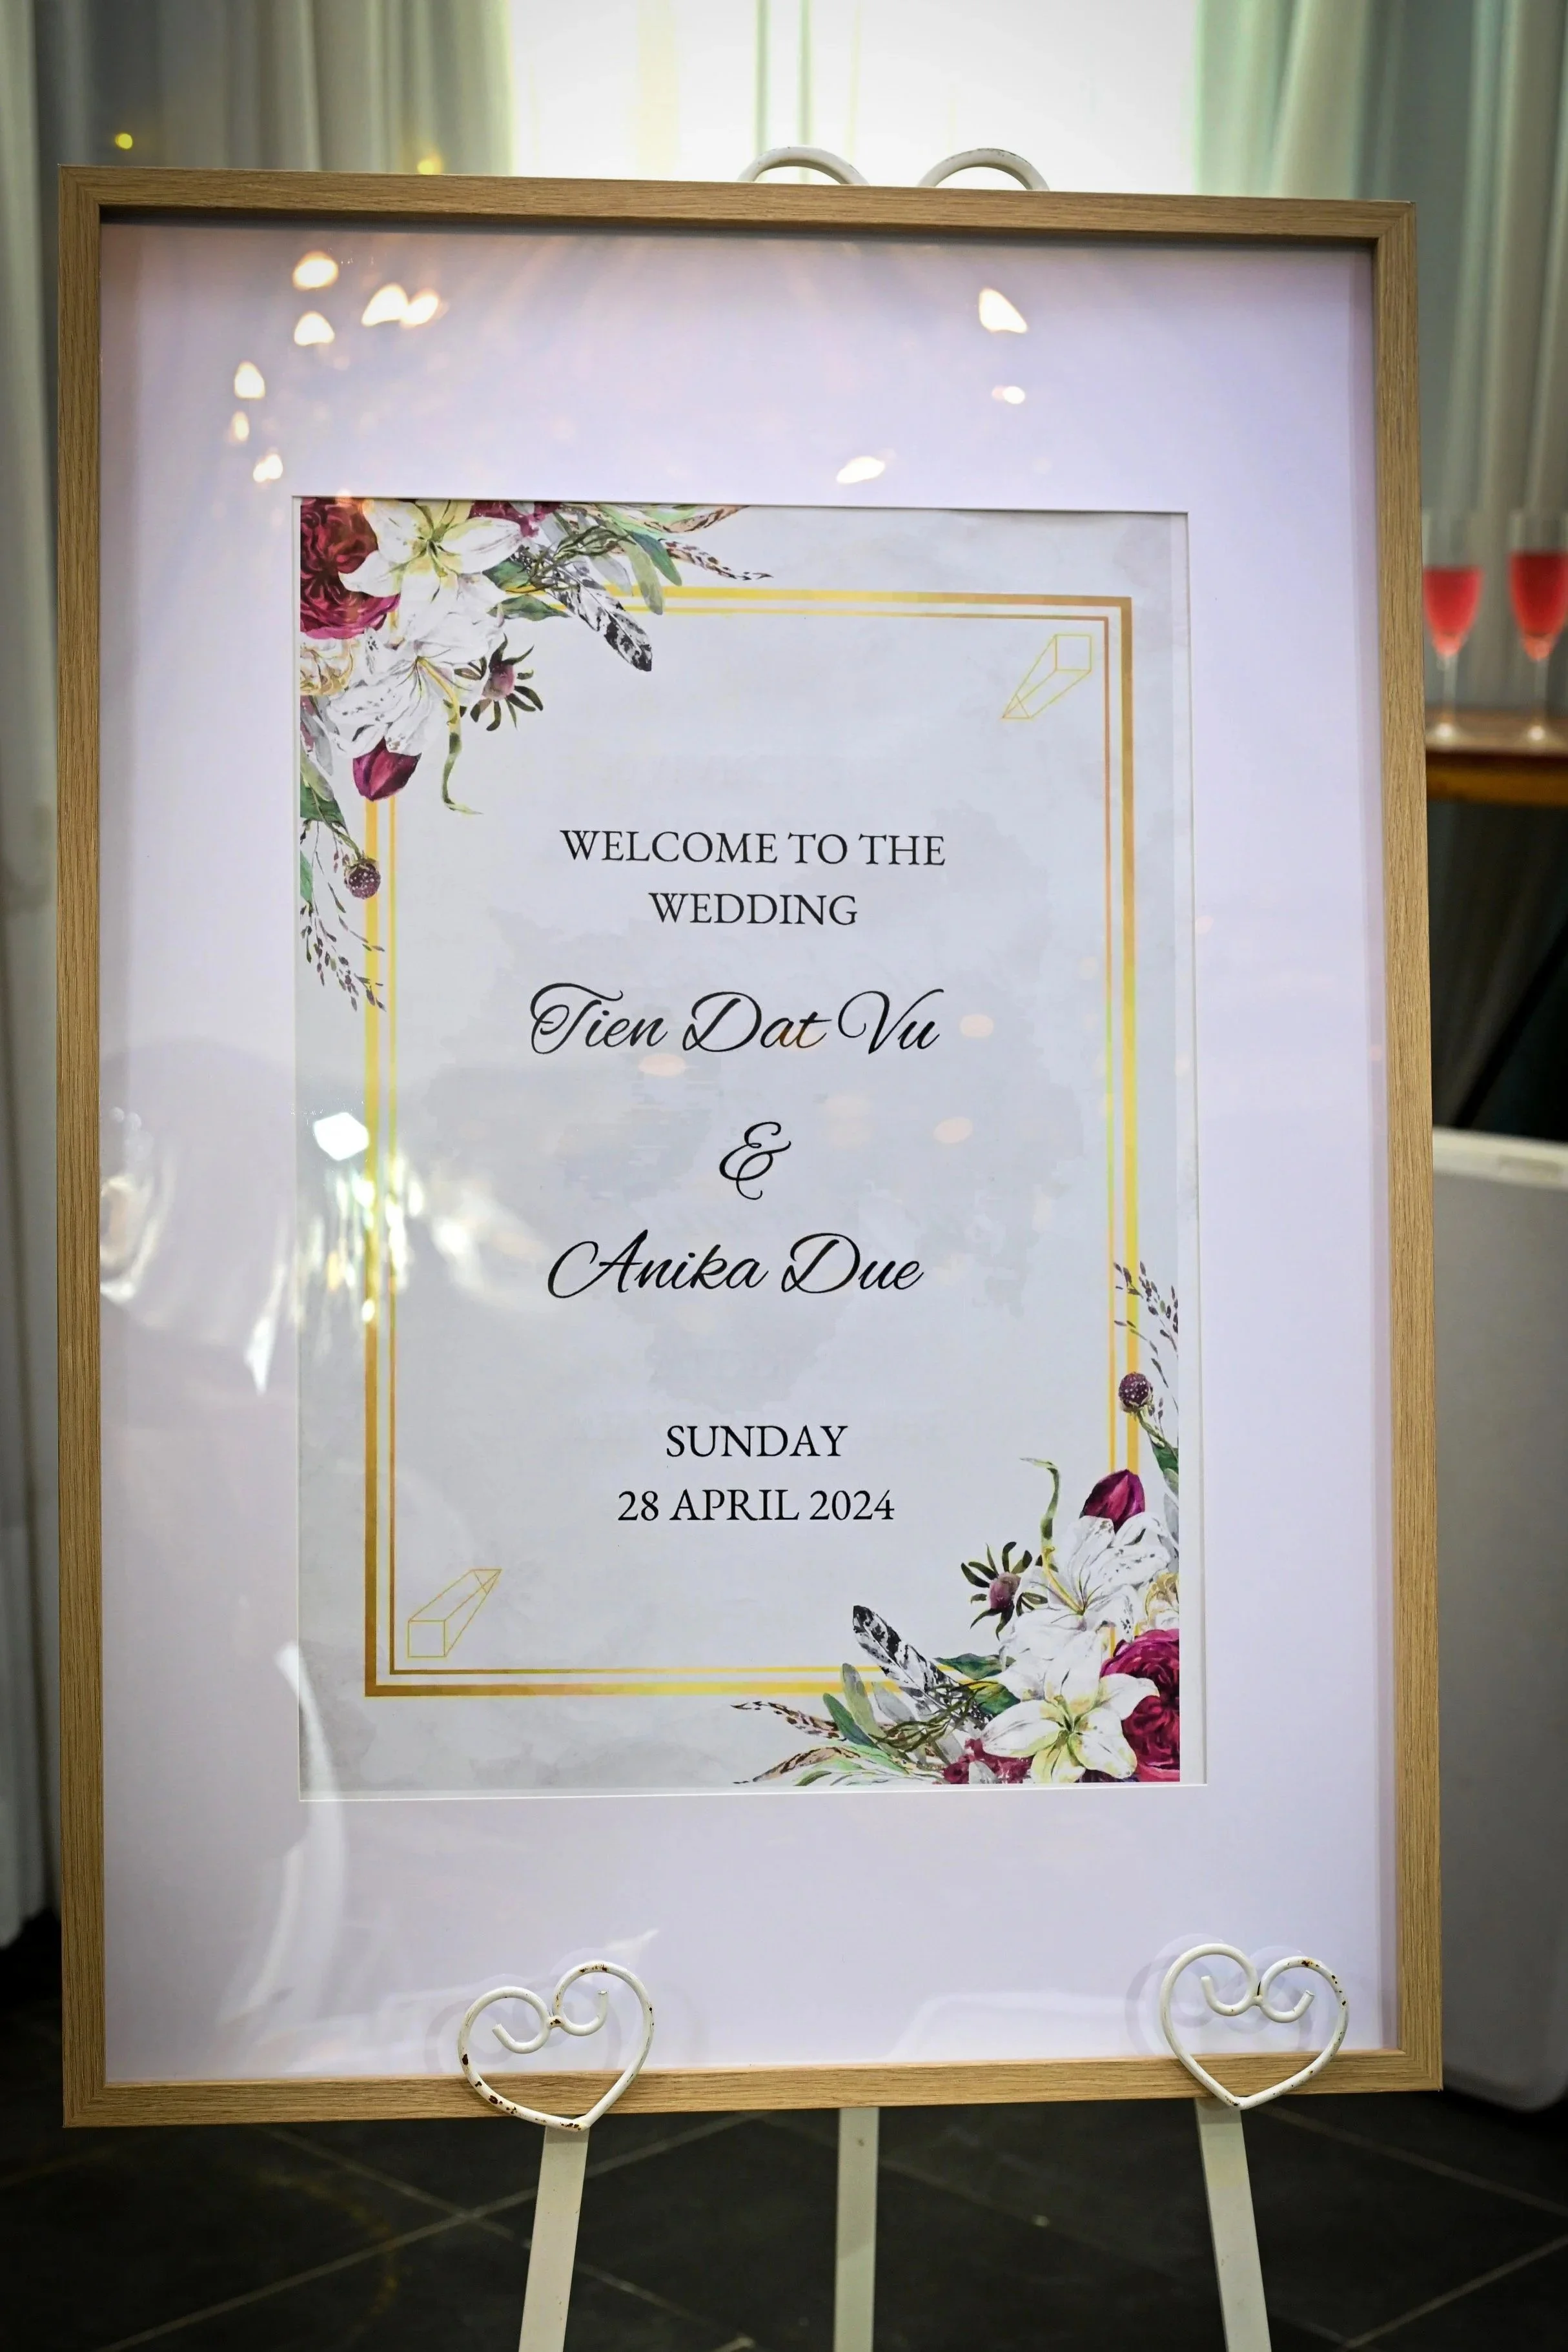 WELCOME TO THE
WEDDING
Tien Dat Vu
&
Anika Due
SUNDAY
28 APRIL 2024